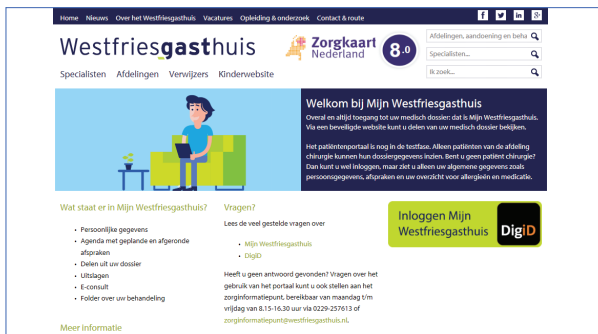 Home Nieuws Over het Westfriesgasthuis Vacatures Opleiding & onderzoek Contact & route
Westfriesgasthuis
Zorgkaart
Nederland
8.0
Afdelingen, aandoening en beha
Specialisten...
Ik zoek...
Specialisten Afdelingen Verwijzers Kinderwebsite
Welkom bij Mijn Westfriesgasthuis
Overal en altijd toegang tot uw medisch dossier: dat is Mijn Westfriesgasthuis.
Via een beveiligde website kunt u delen van uw medisch dossier bekijken.
Het patiëntenportaal is nog in de testfase. Alleen patiënten van de afdeling
chirurgie kunnen hun dossiergegevens inzien. Bent u geen patiënt chirurgie?
Dan kunt u wel inloggen, maar ziet u alleen uw algemene gegevens zoals
persoonsgegevens, afspraken en uw overzicht voor allergieën en medicatie.
Wat staat er in Mijn Westfriesgasthuis?
• Persoonlijke gegevens
• Agenda met geplande en afgeronde
afspraken
• Delen uit uw dossier
• Uitslagen
• E-consult
• Folder over uw behandeling
Meer informatie
Vragen?
Lees de veel gestelde vragen over
• Mijn Westfriesgasthuis
• DigiD
Heeft u geen antwoord gevonden? Vragen over het
gebruik van het portaal kunt u ook stellen aan het
zorginformatiepunt, bereikbaar van maandag t/m
vrijdag van 8.15-16.30 uur via 0229-257613 of
zorginformatiepunt@westfriesgasthuis.nl.
Inloggen Mijn
Westfriesgasthuis
DigiD